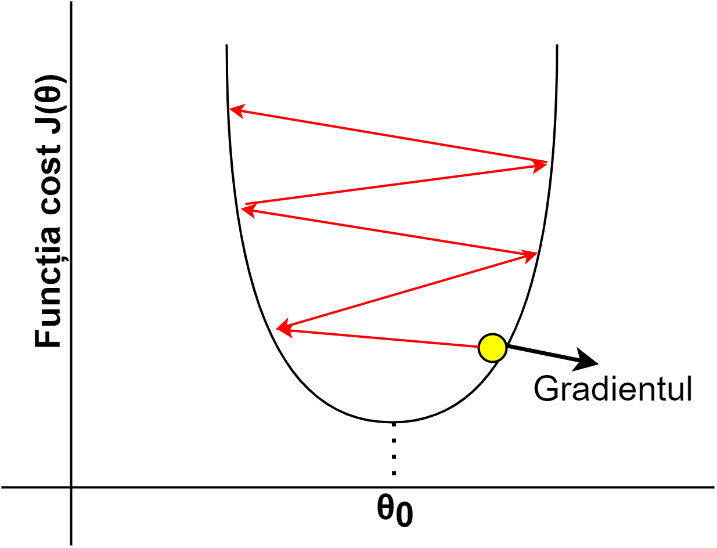 Funcția cost J(θ)
Gradientul
θ0